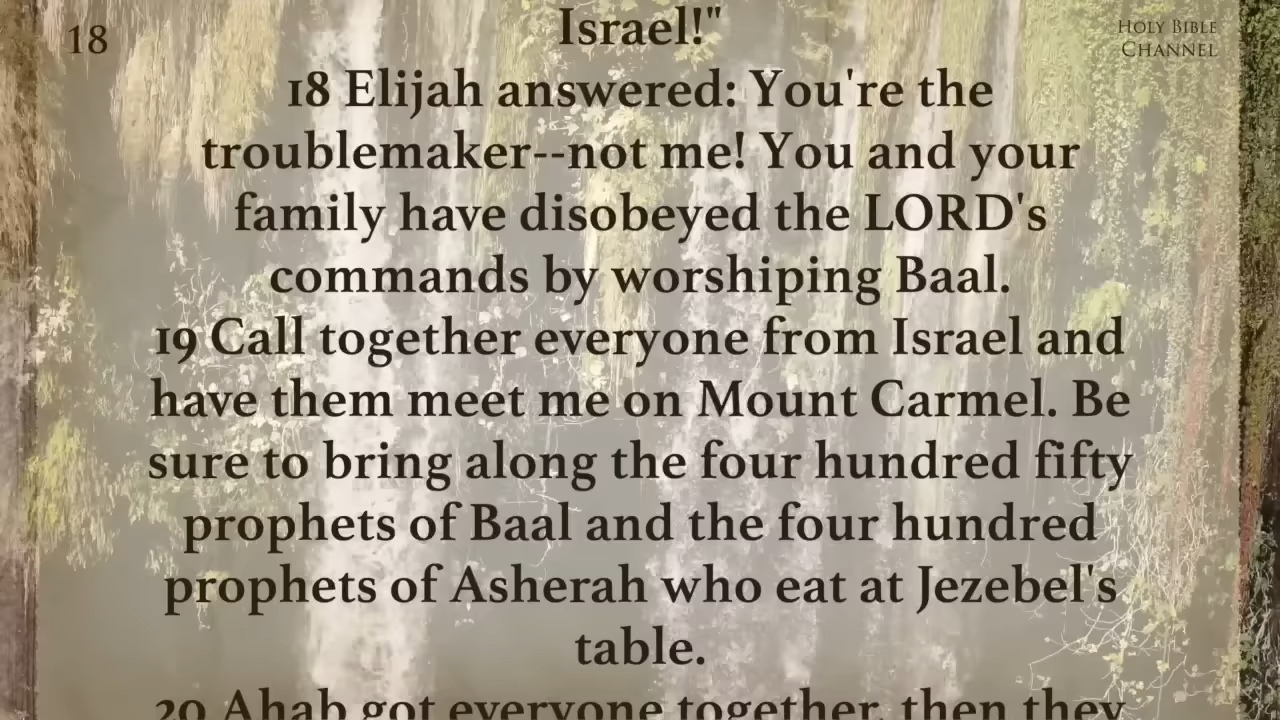 18
HOLY BIBLE
CHANNEL
Israel!"
18 Elijah answered: You're the
troublemaker--not me! You and your
family have disobeyed the LORD's
commands by worshiping Baal.
19 Call together everyone from Israel and
have them meet me on Mount Carmel. Be
sure to bring along the four hundred fifty
prophets of Baal and the four hundred
prophets of Asherah who eat at Jezebel's
table.
20 Ahab got everyone together, then they